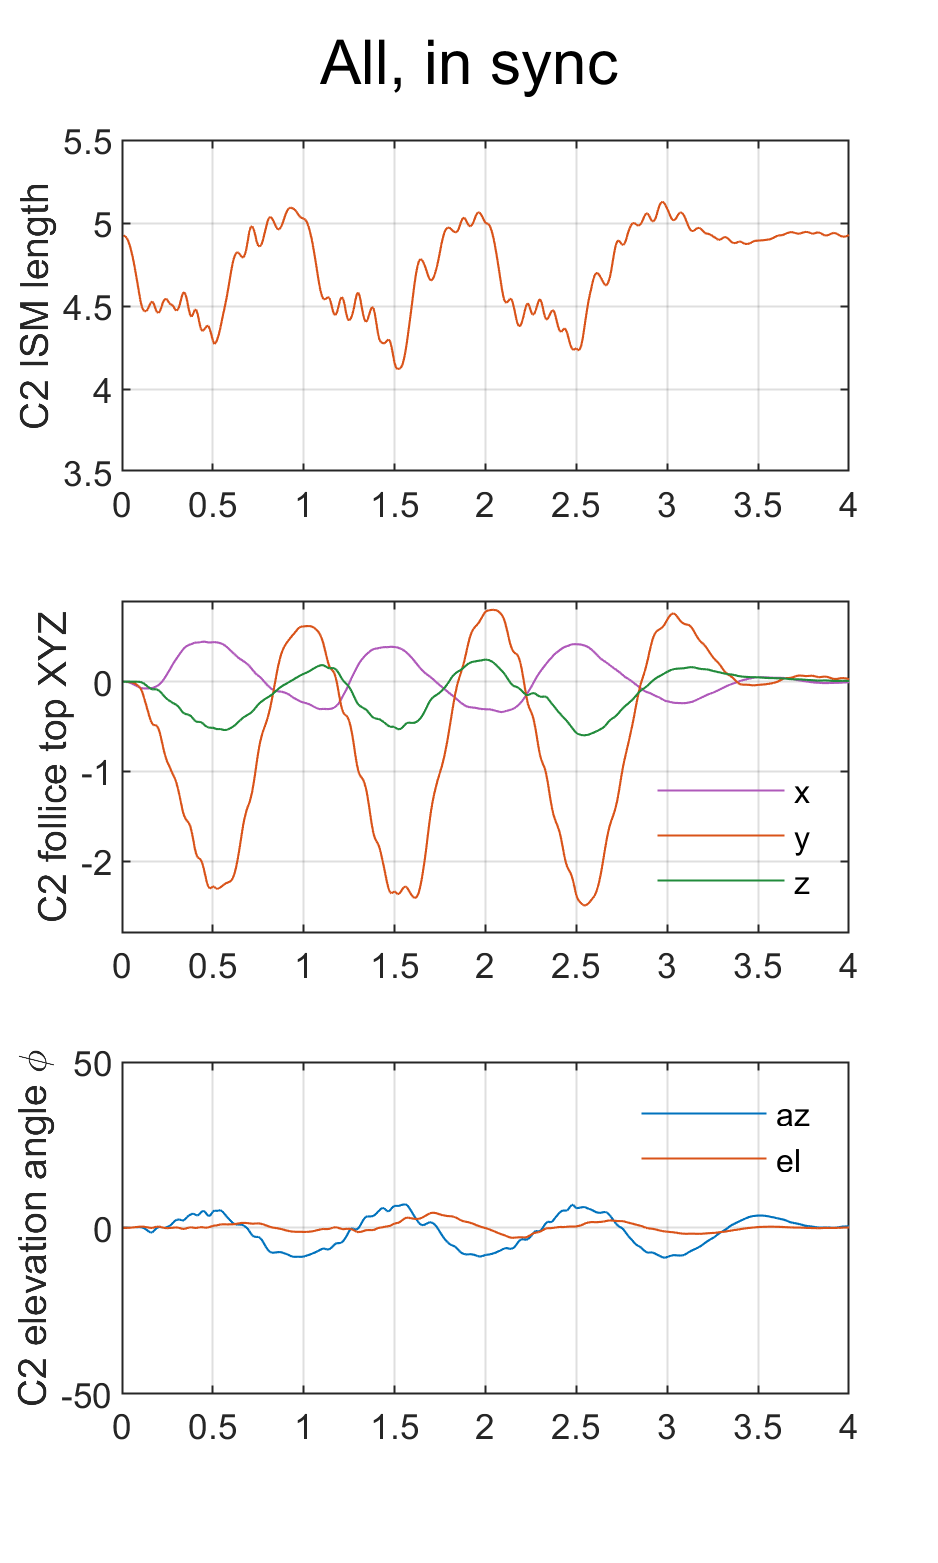 All, in sync
C2 ISM length
5.5
5
4.5
4
3.5
0 0.5 1 1.5 2 2.5 3 3.5 4
C2 follice top XYZ
0
-1
-2
x
y
z
0 0.5 1 1.5 2 2.5 3 3.5 4
C2 elevation angle ϕ
50
0
-50
az
el
0 0.5 1 1.5 2 2.5 3 3.5 4